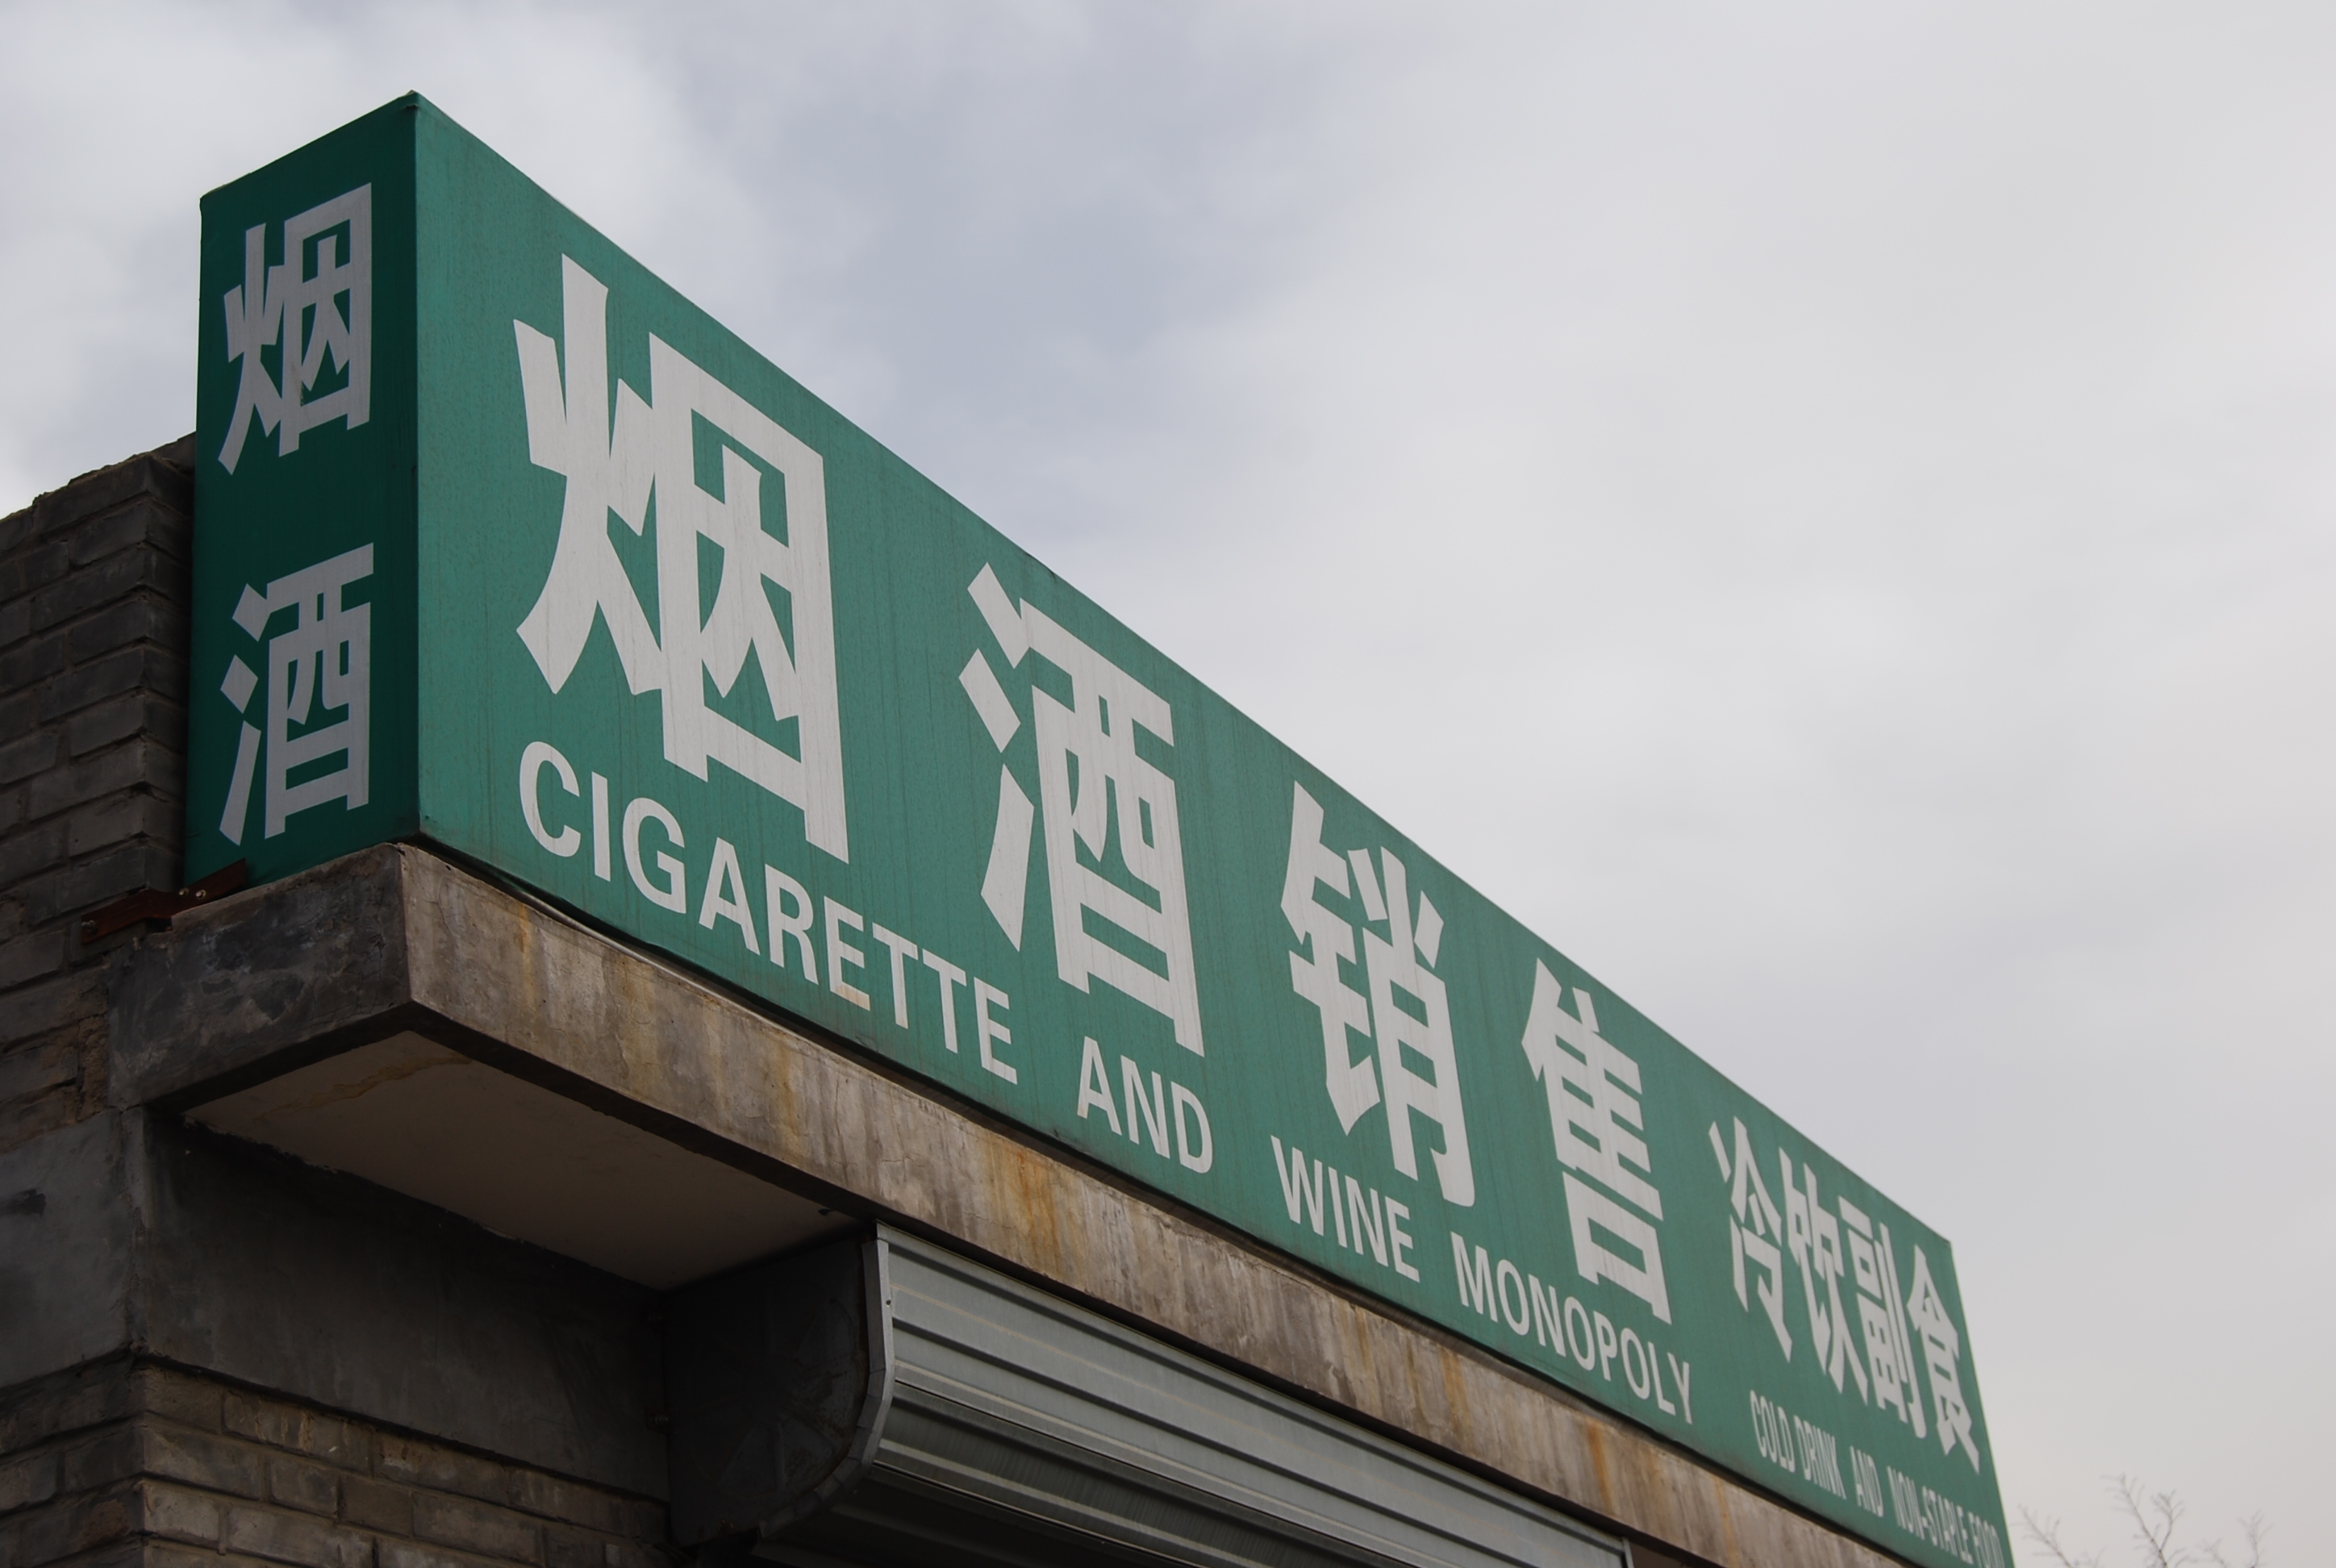 烟酒
烟酒销售
CIGARETTE AND WINE MONOPOLY
冷饮副食
COLD DRINK AND NON-STAPLE FOOD